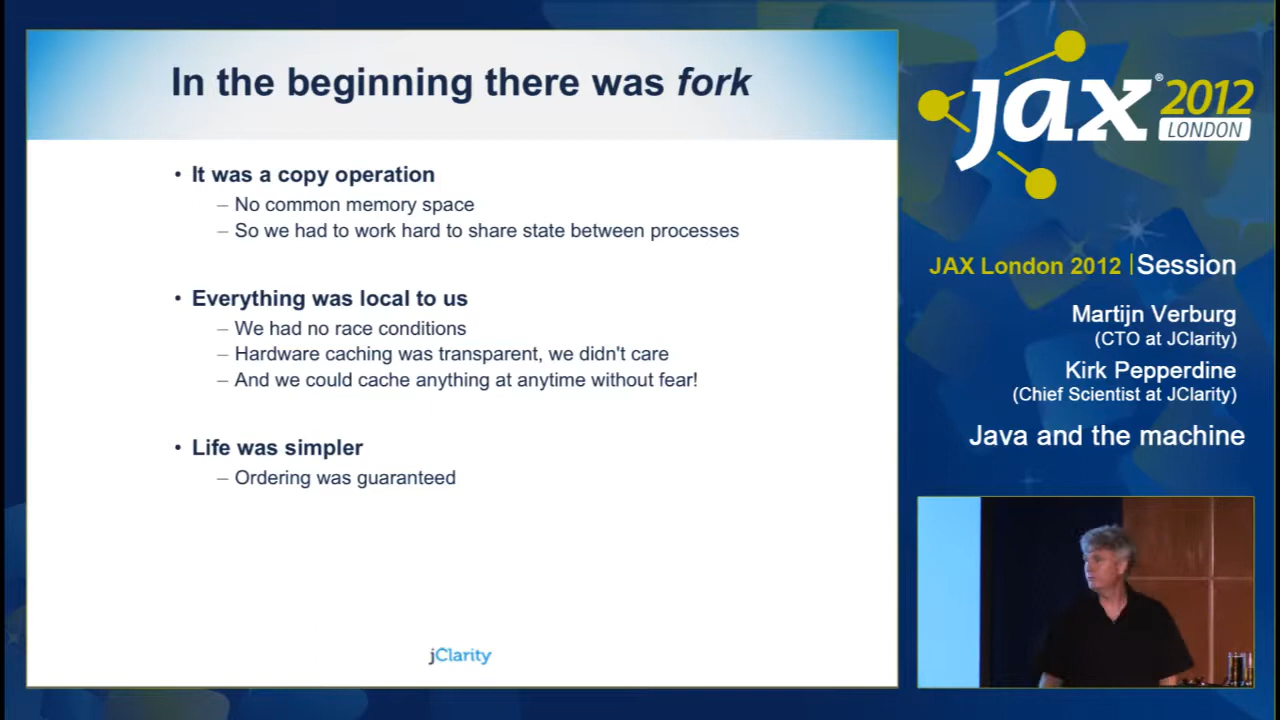 In the beginning there was fork
• It was a copy operation
– No common memory space
– So we had to work hard to share state between processes
• Everything was local to us
– We had no race conditions
– Hardware caching was transparent, we didn't care
– And we could cache anything at anytime without fear!
• Life was simpler
– Ordering was guaranteed
jClarity
jax® 2012
LONDON
JAX London 2012 | Session
Martijn Verburg
(CTO at JClarity)
Kirk Pepperdine
(Chief Scientist at JClarity)
Java and the machine